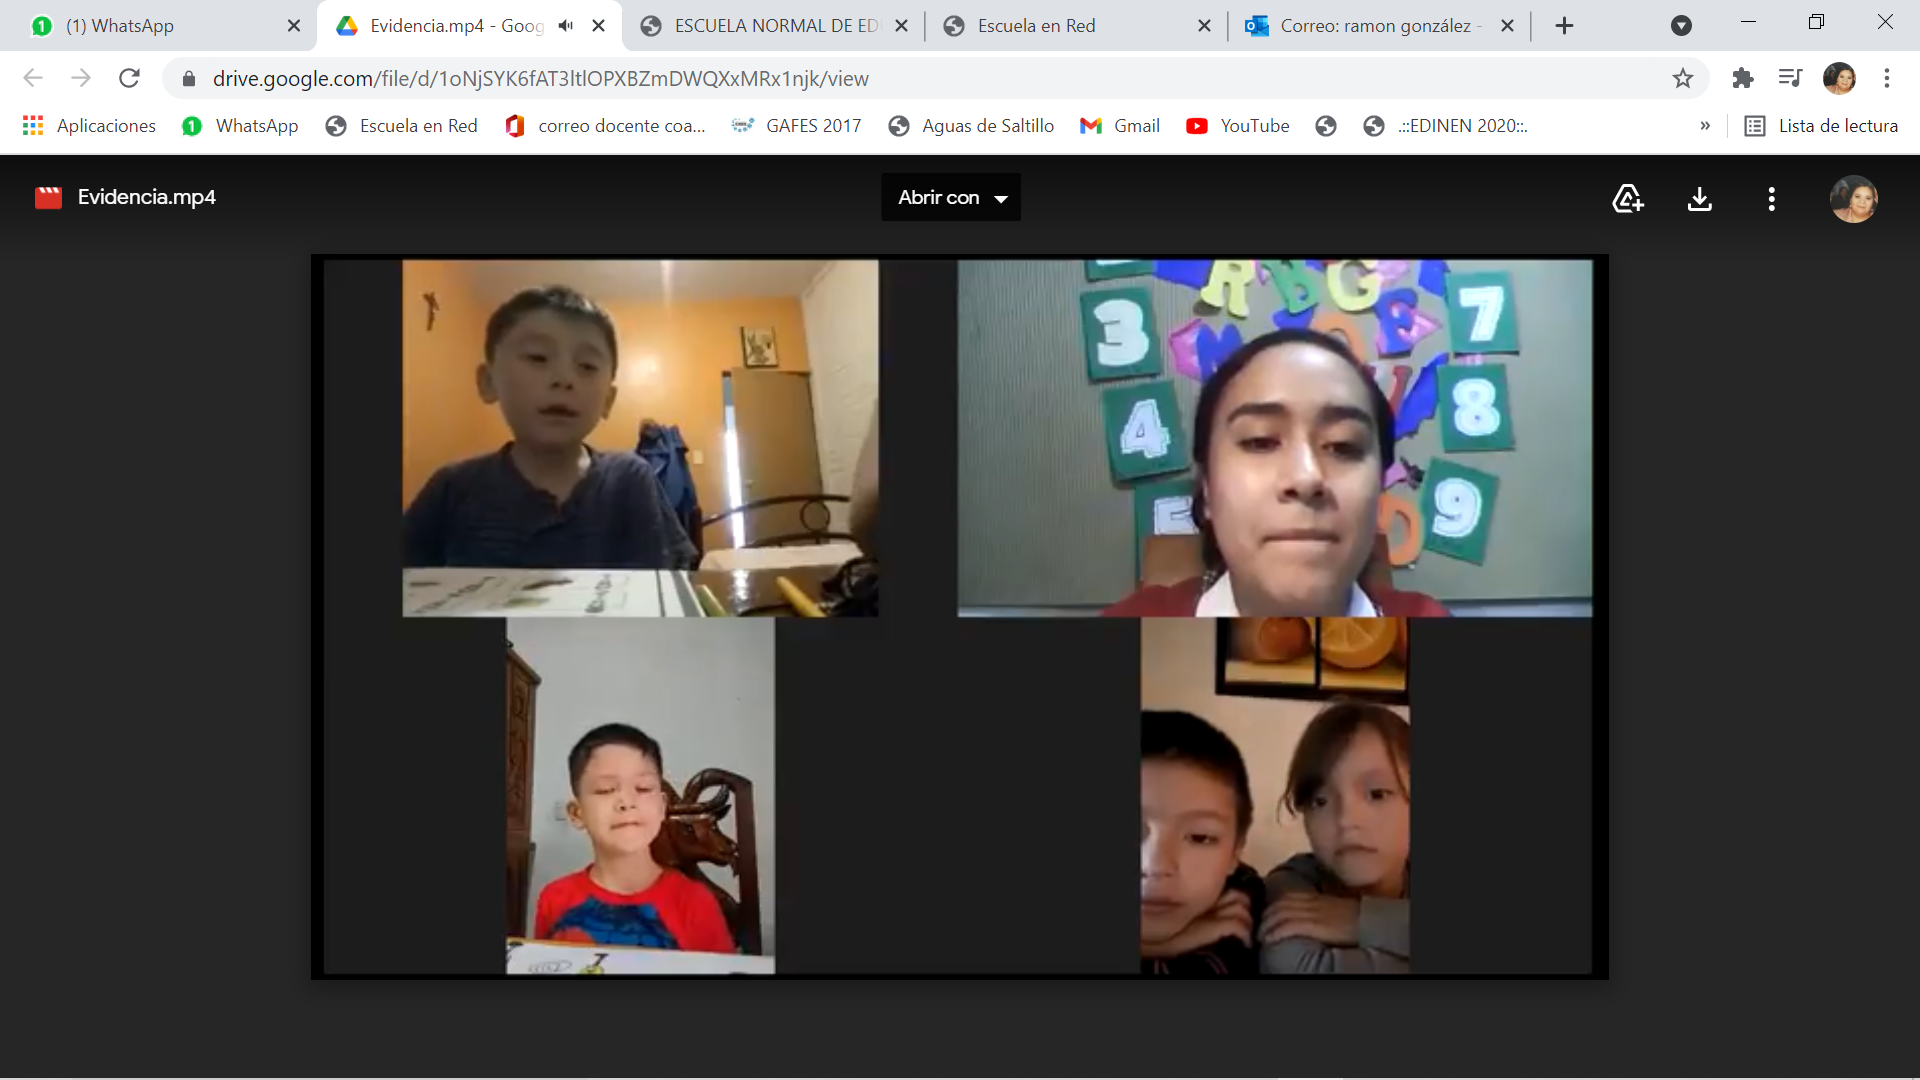 (1) WhatsApp
Evidencia.mp4 - Goog
ESCUELA NORMAL DE ED
Escuela en Red
Correo: ramon gonzález -
drive.google.com/file/d/1oNjSYK6fAT3ltlOPXBZmDWQXxMRx1njk/view
Aplicaciones
WhatsApp
Escuela en Red
correo docente coa...
GAFES 2017
Aguas de Saltillo
Gmail
YouTube
.::EDINEN 2020::.
»
Lista de lectura
Evidencia.mp4
Abrir con
R B G
3
7
M
E
4
8
5
D
9